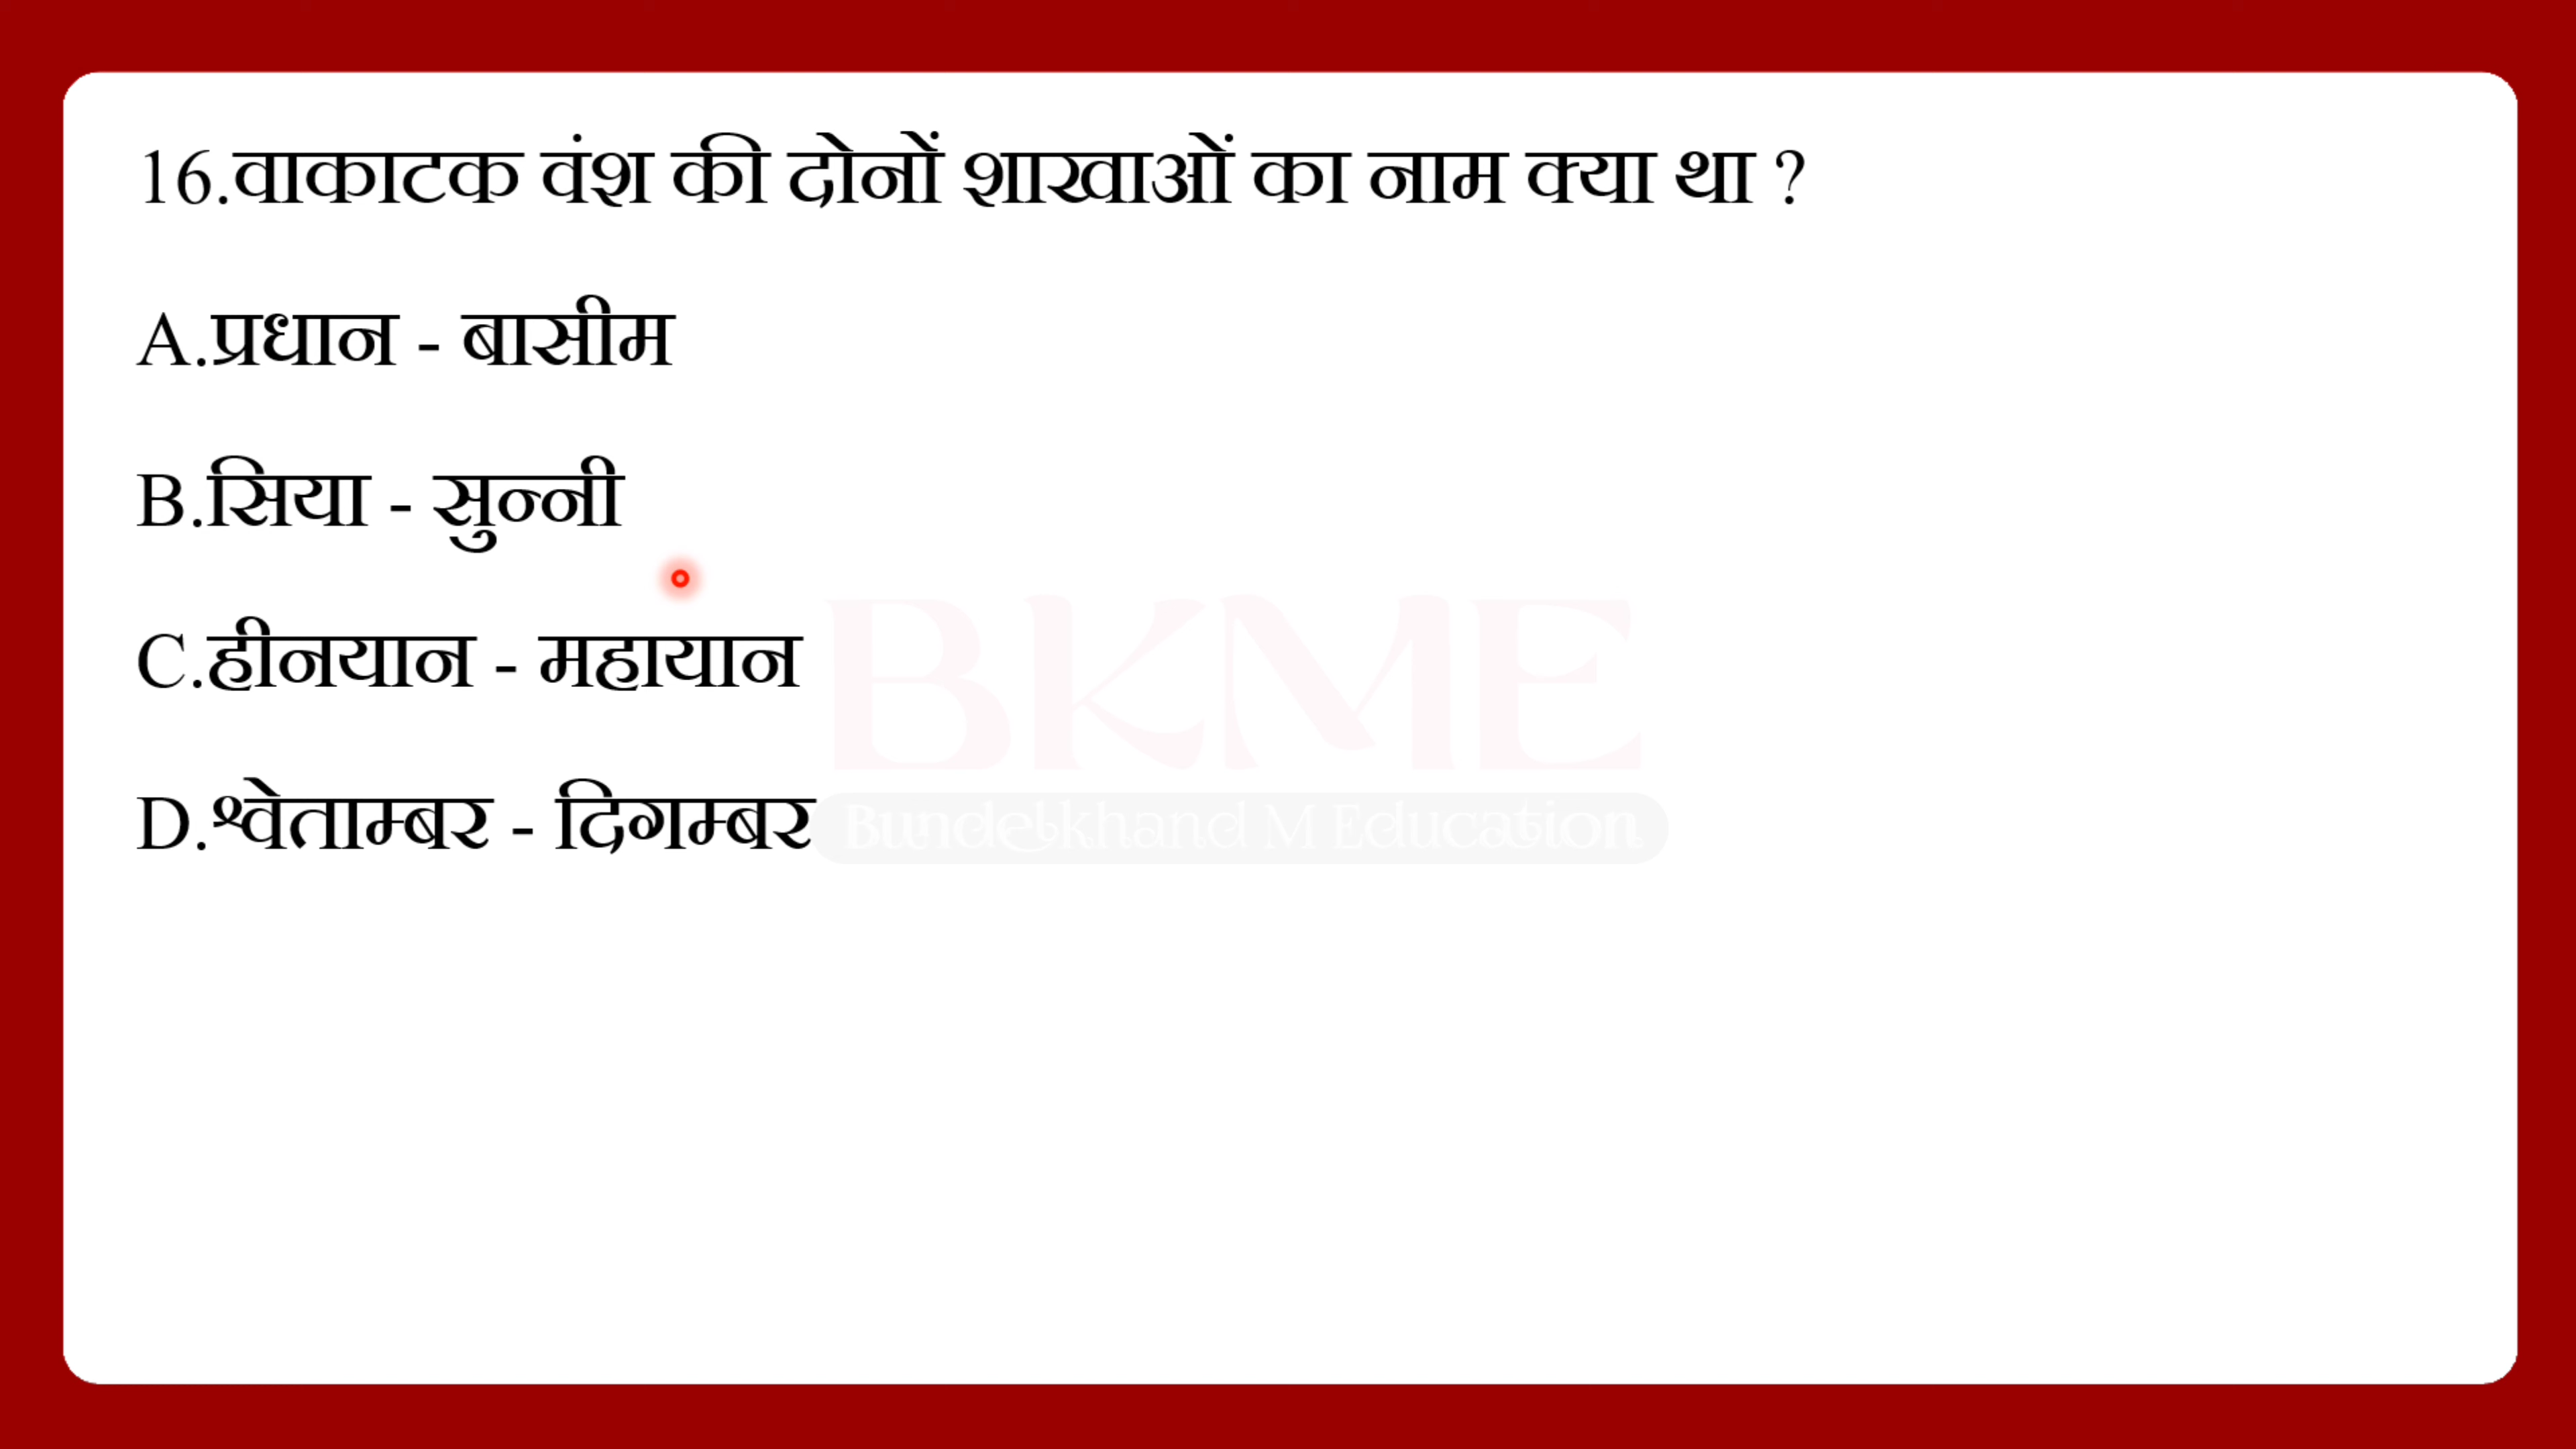 16.वाकाटक वंश की दोनों शाखाओं का नाम क्या था ?
A.प्रधान - बासीम
B.सिया - सुन्नी
C.हीनयान - महायान
D.श्वेताम्बर - दिगम्बर
BKME
Bundelkhand M Education